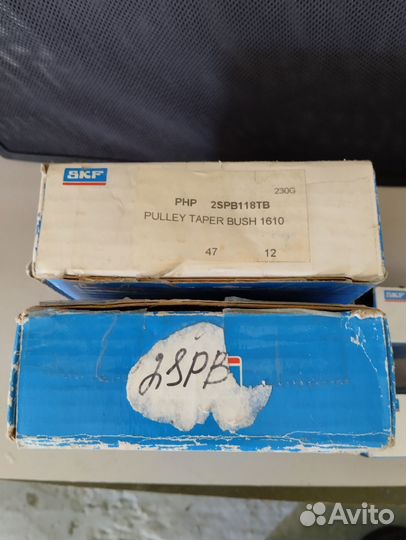 SKF
230G
PHP 2SPB118TB
PULLEY TAPER BUSH 1610
47 12
2SPB
Avito